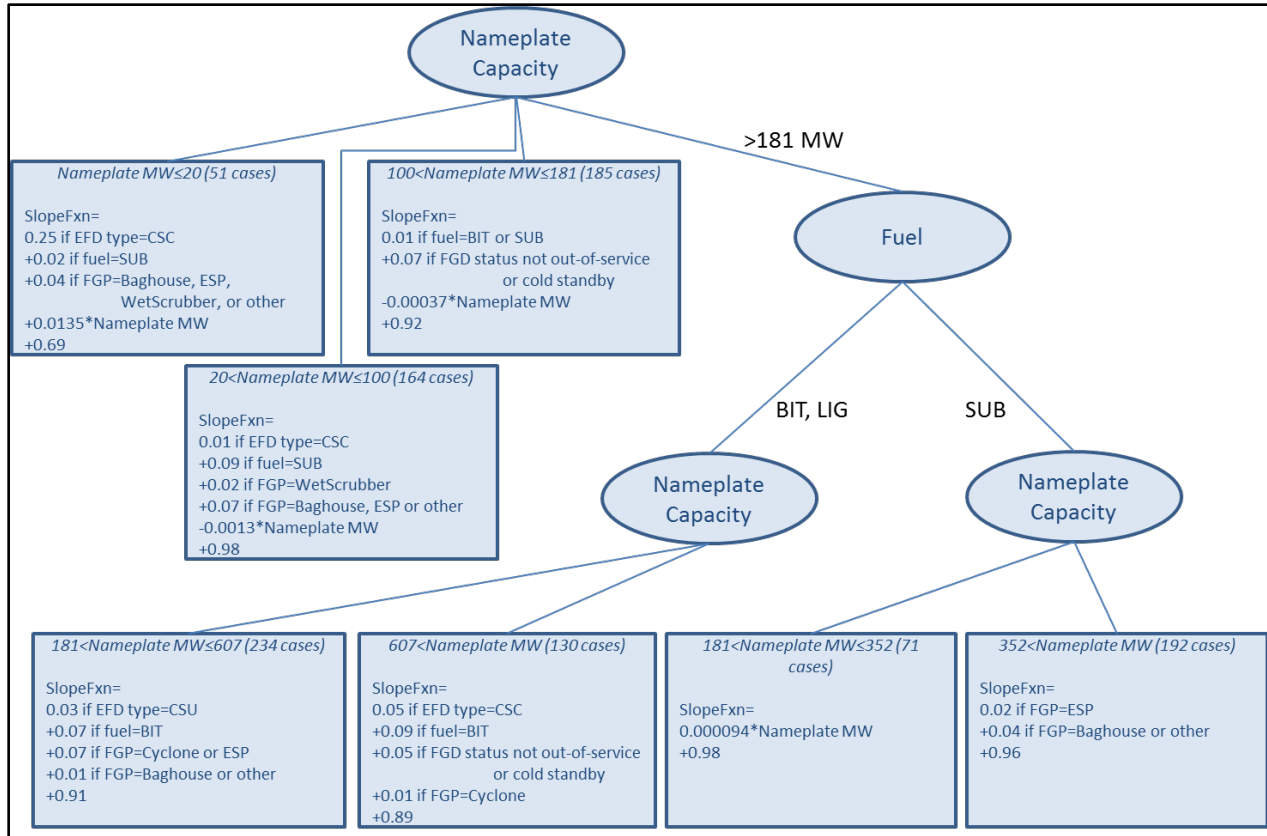 Nameplate
Capacity
>181 MW
Nameplate MW≤20 (51 cases)
SlopeFxn=
0.25 if EFD type=CSC
+0.02 if fuel=SUB
+0.04 if FGP=Baghouse, ESP,
WetScrubber, or other
+0.0135*Nameplate MW
+0.69
100<Nameplate MW≤181 (185 cases)
SlopeFxn=
0.01 if fuel=BIT or SUB
+0.07 if FGD status not out-of-service
or cold standby
-0.00037*Nameplate MW
+0.92
Fuel
20<Nameplate MW≤100 (164 cases)
SlopeFxn=
0.01 if EFD type=CSC
+0.09 if fuel=SUB
+0.02 if FGP=WetScrubber
+0.07 if FGP=Baghouse, ESP or other
-0.0013*Nameplate MW
+0.98
BIT, LIG
SUB
Nameplate
Capacity
Nameplate
Capacity
181<Nameplate MW≤607 (234 cases)
SlopeFxn=
0.03 if EFD type=CSU
+0.07 if fuel=BIT
+0.07 if FGP=Cyclone or ESP
+0.01 if FGP=Baghouse or other
+0.91
607<Nameplate MW (130 cases)
SlopeFxn=
0.05 if EFD type=CSC
+0.09 if fuel=BIT
+0.05 if FGD status not out-of-service
or cold standby
+0.01 if FGP=Cyclone
+0.89
181<Nameplate MW≤352 (71
cases)
SlopeFxn=
0.000094*Nameplate MW
+0.98
352<Nameplate MW (192 cases)
SlopeFxn=
0.02 if FGP=ESP
+0.04 if FGP=Baghouse or other
+0.96